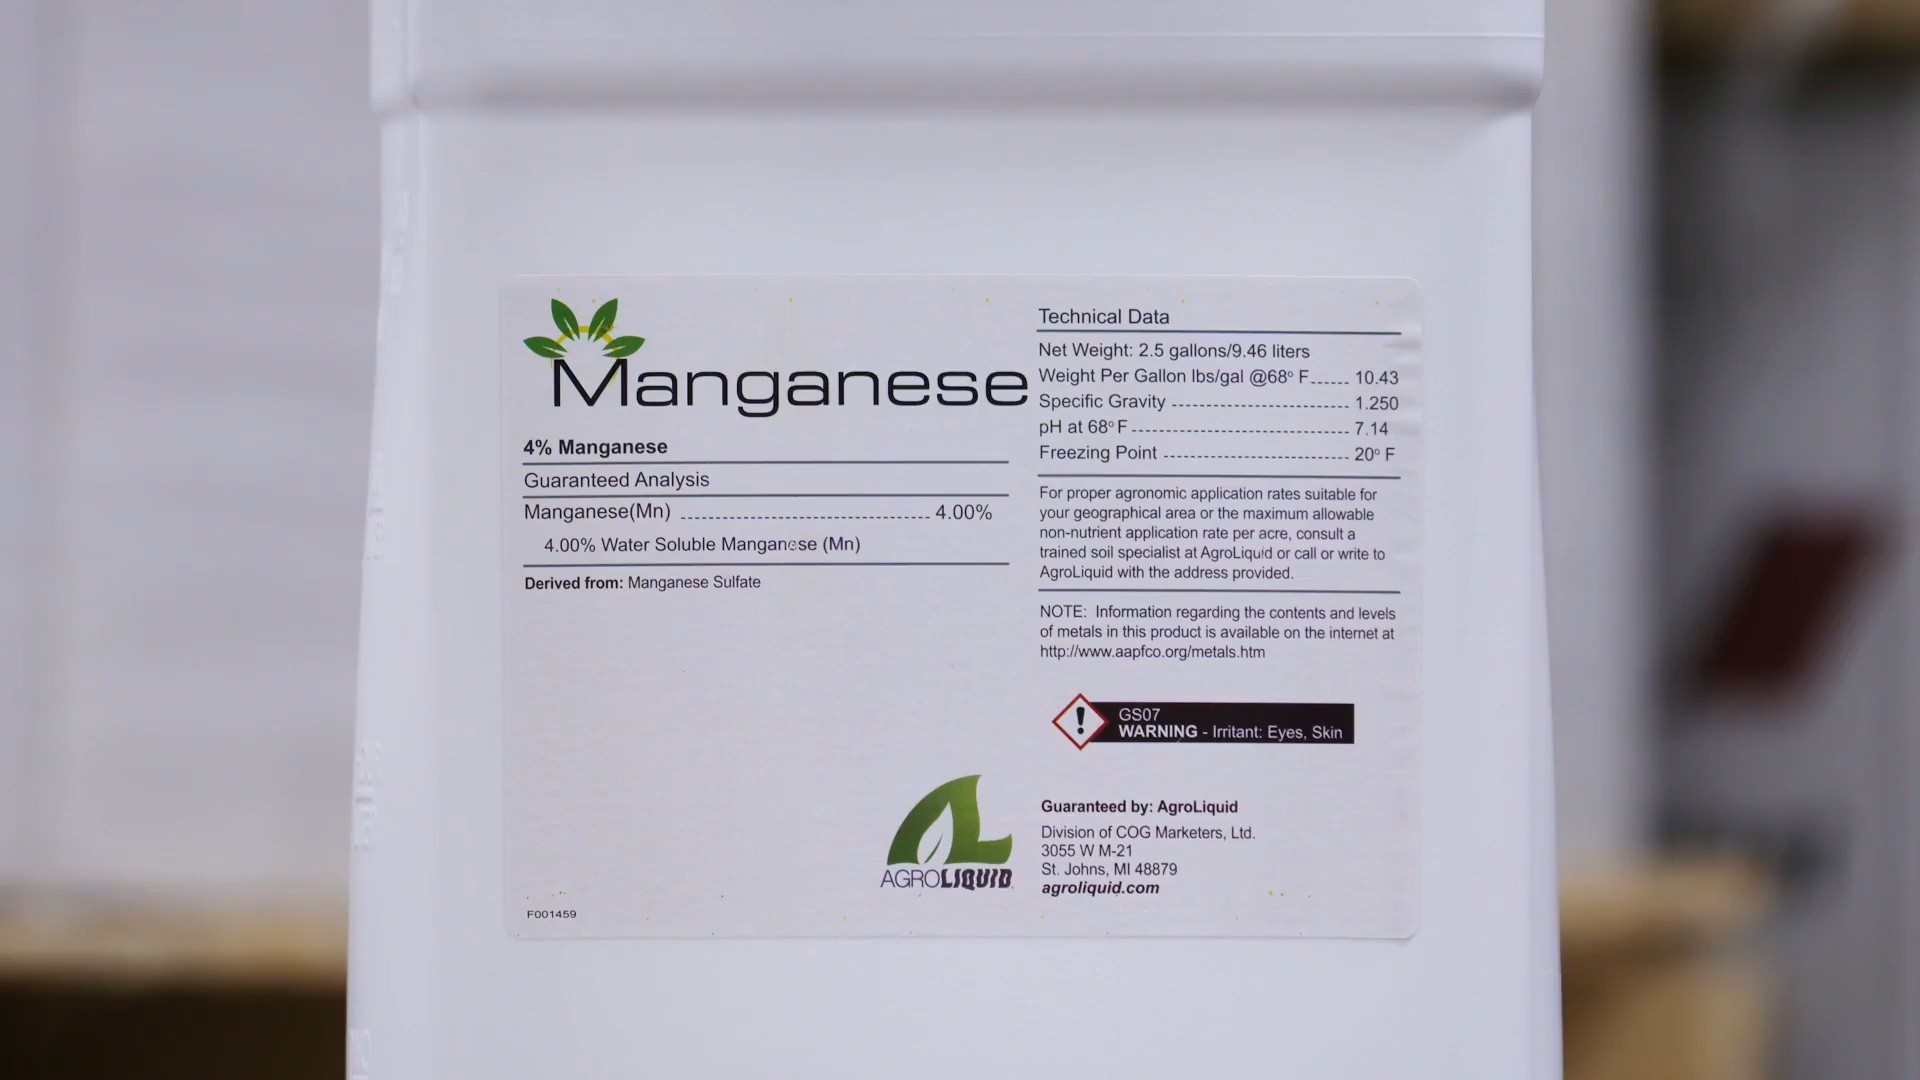 Manganese
4% Manganese
Guaranteed Analysis
Manganese(Mn) ........................................ 4.00%
4.00% Water Soluble Manganese (Mn)
Derived from: Manganese Sulfate
F001459
AGROLIQUID
Technical Data
Net Weight: 2.5 gallons/9.46 liters
Weight Per Gallon lbs/gal @68° F...... 10.43
Specific Gravity ---------------------------- 1.250
pH at 68° F----------------------------------- 7.14
Freezing Point ----------------------------- 20° F
For proper agronomic application rates suitable for
your geographical area or the maximum allowable
non-nutrient application rate per acre, consult a
trained soil specialist at AgroLiquid or call or write to
AgroLiquid with the address provided.
NOTE: Information regarding the contents and levels
of metals in this product is available on the internet at
http://www.aapfco.org/metals.htm
GS07
WARNING - Irritant: Eyes, Skin
Guaranteed by: AgroLiquid
Division of COG Marketers, Ltd.
3055 W M-21
St. Johns, MI 48879
agroliquid.com